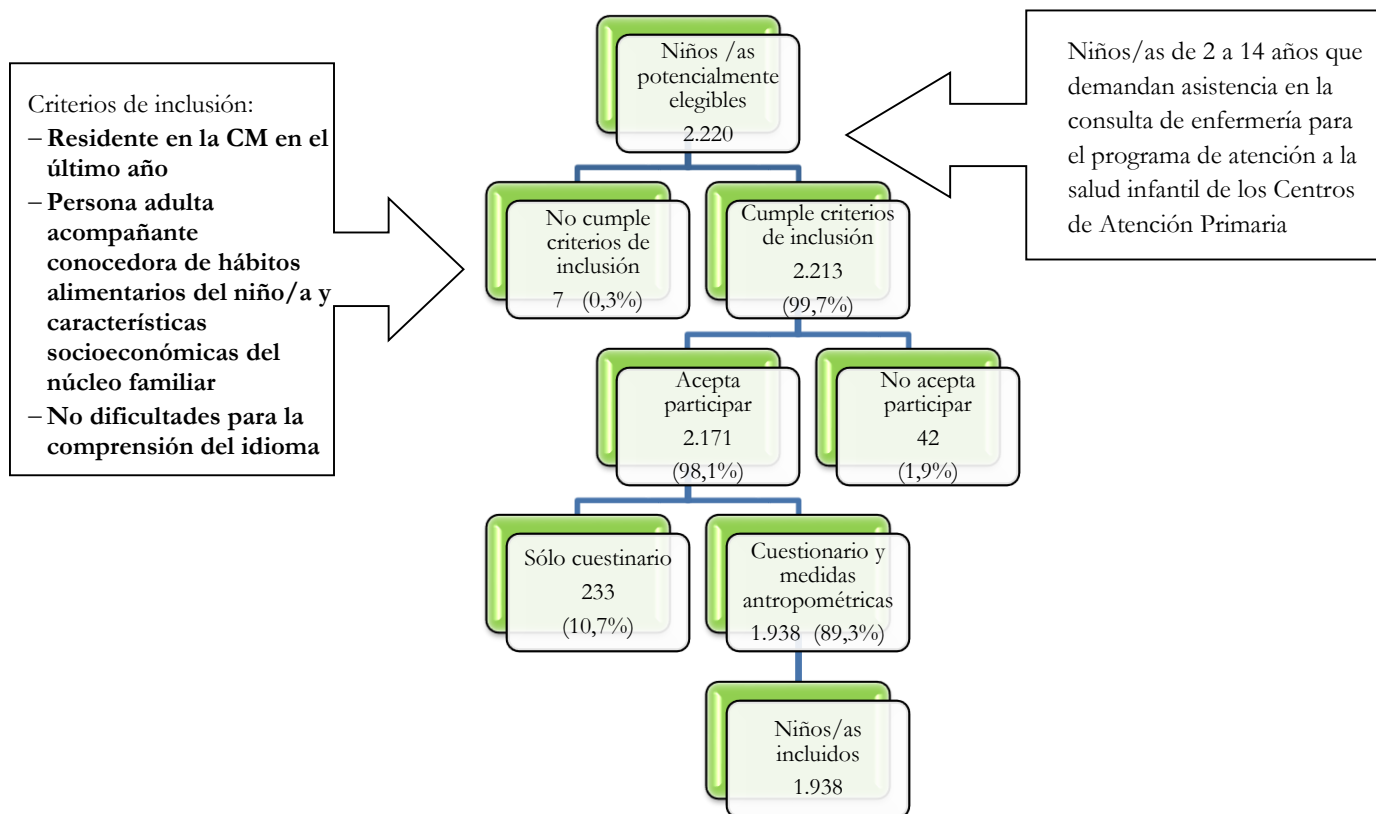 Niños /as
potencialmente
elegibles
2.220
Niños/as de 2 a 14 años que
demandan asistencia en la
consulta de enfermería para
el programa de atención a la
salud infantil de los Centros
de Atención Primaria
Criterios de inclusión:
– Residente en la CM en el
último año
– Persona adulta
acompañante
conocedora de hábitos
alimentarios del niño/a y
características
socioeconómicas del
núcleo familiar
– No dificultades para la
comprensión del idioma
No cumple
criterios de
inclusión
7 (0,3%)
Cumple criterios
de inclusión
2.213
(99,7%)
Acepta
participar
2.171
(98,1%)
No acepta
participar
42
(1,9%)
Sólo cuestinario
233
(10,7%)
Cuestionario y
medidas
antropométricas
1.938 (89,3%)
Niños/as
incluidos
1.938